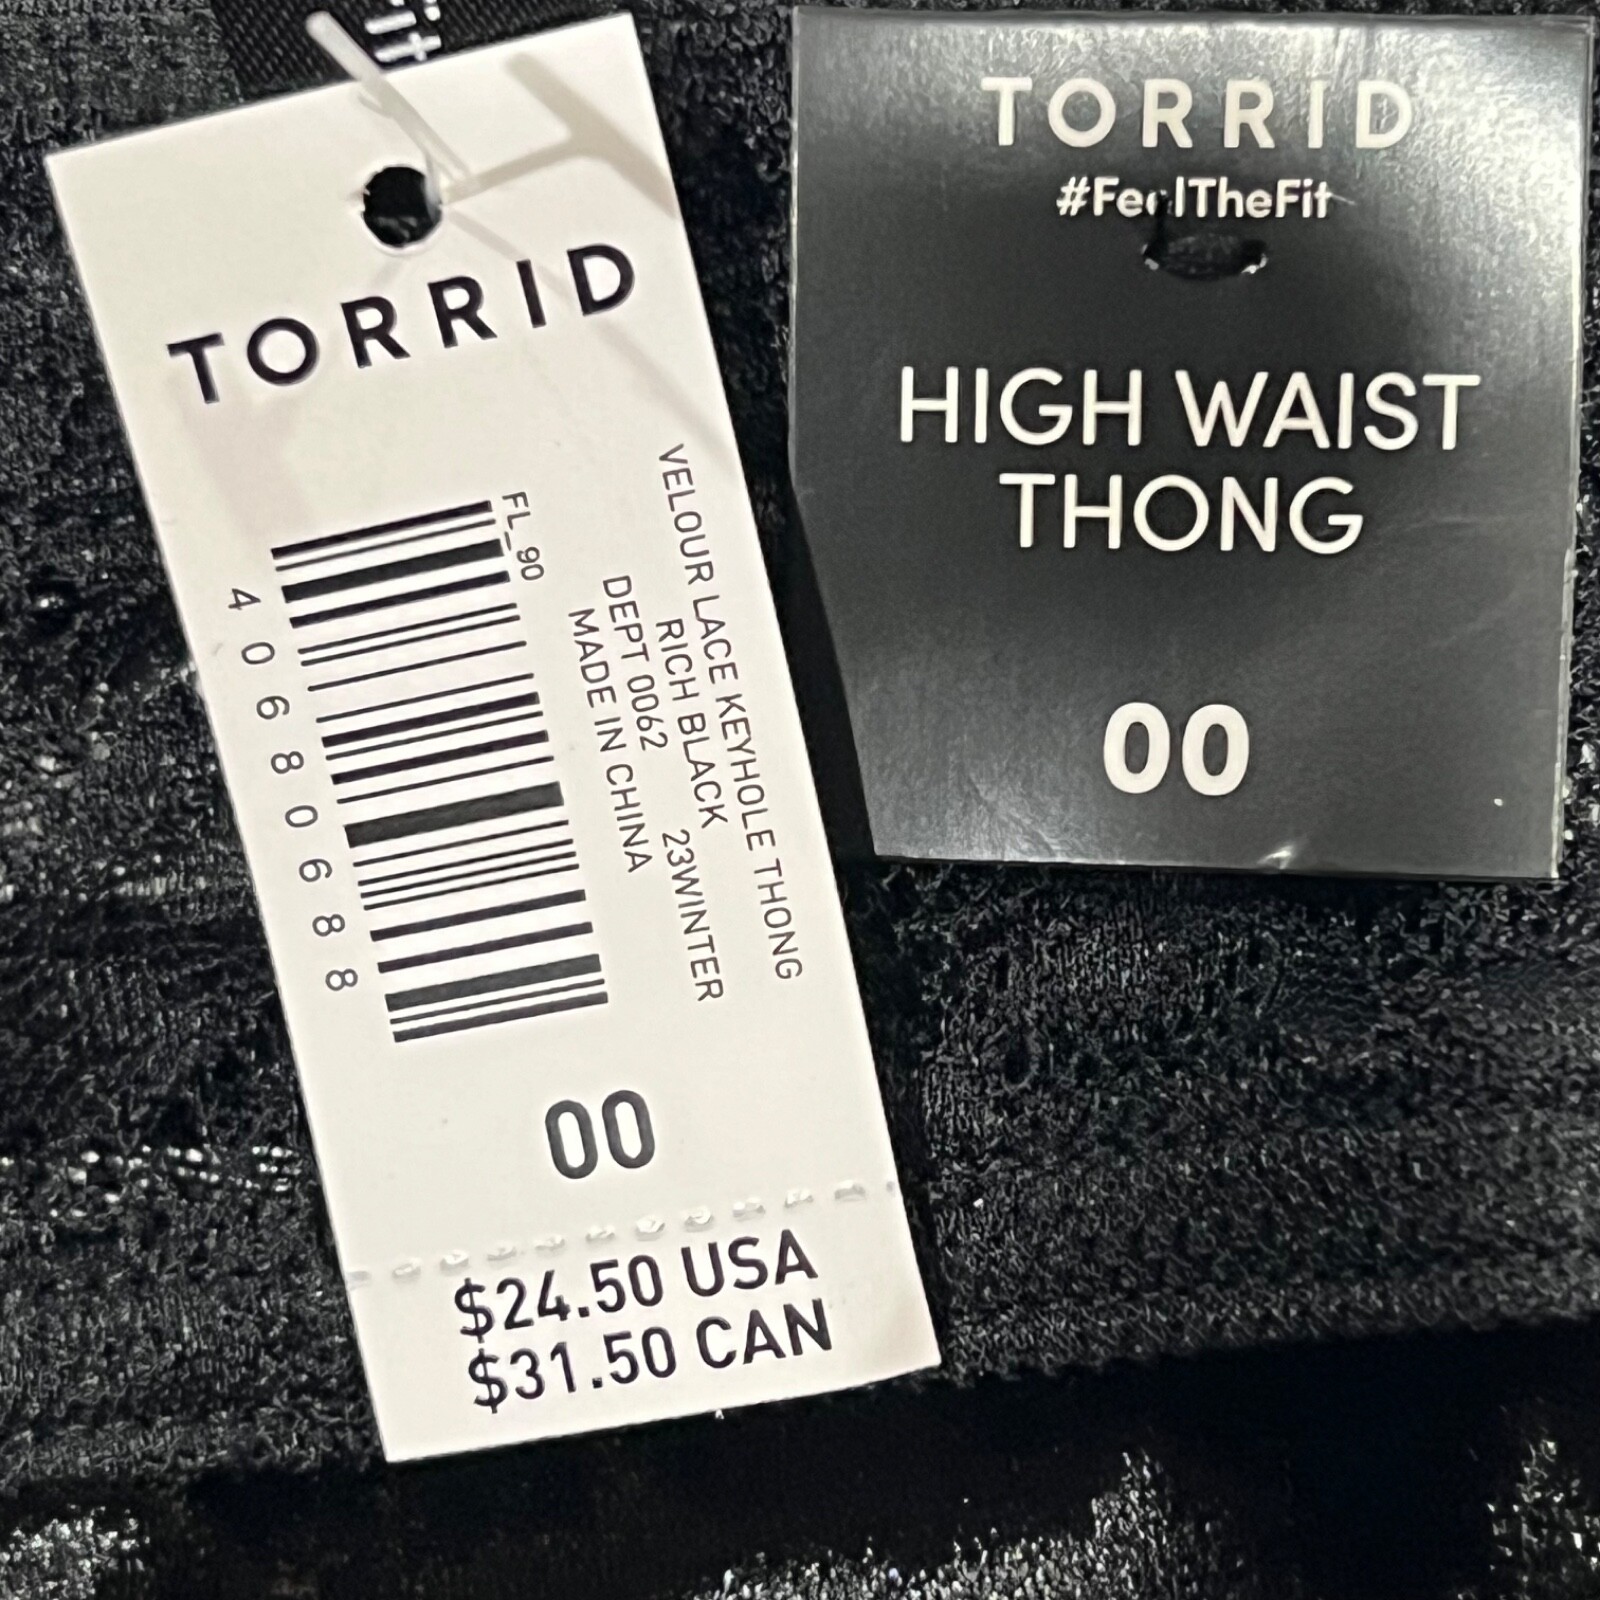 TORRID
FL_90
40680688
VELOUR LACE KEYHOLE THONG
RICH BLACK
DEPT 0062 23WINTER
MADE IN CHINA
00
$24.50 USA
$31.50 CAN
TORRID
#FeelTheFit
HIGH WAIST
THONG
00